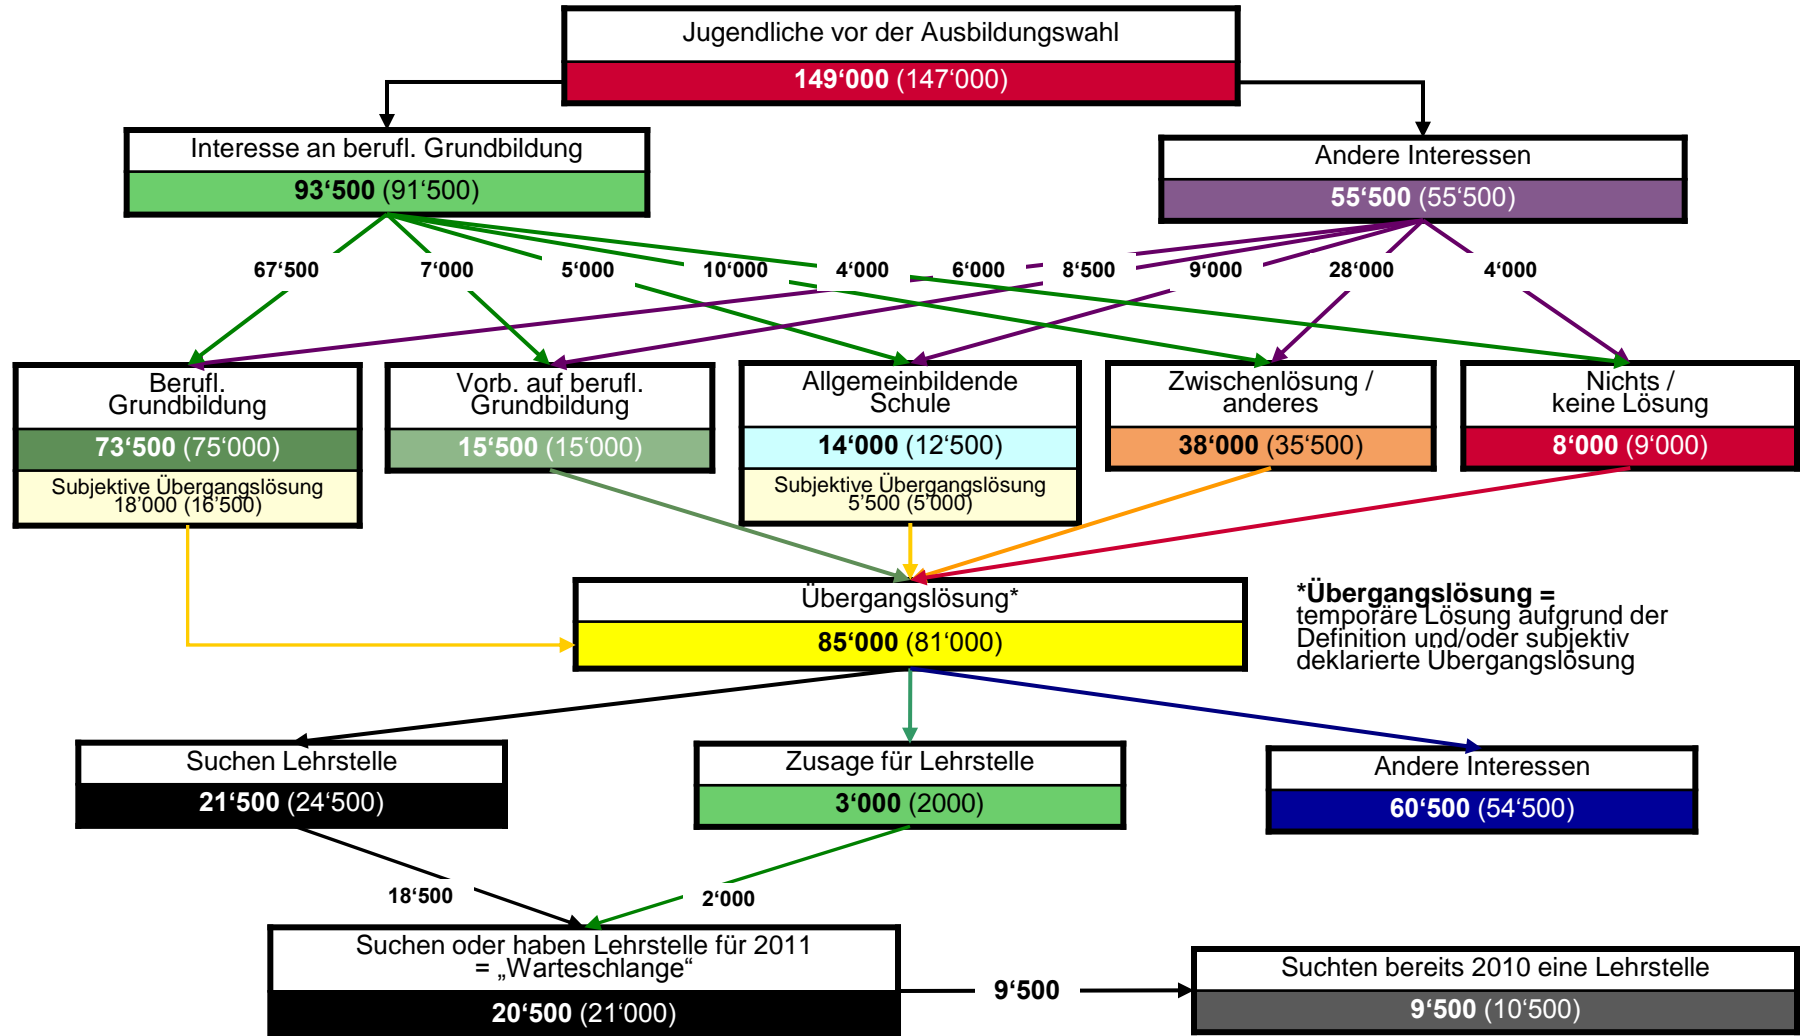 Jugendliche vor der Ausbildungswahl
149‘000 (147‘000)
Interesse an berufl. Grundbildung
93‘500 (91‘500)
Andere Interessen
55‘500 (55‘500)
67‘500
7‘000
5‘000
10‘000
4‘000
6‘000
8‘500
9‘000
28‘000
4‘000
Berufl.
Grundbildung
73‘500 (75‘000)
Subjektive Übergangslösung
18’000 (16’500)
Vorb. auf berufl.
Grundbildung
15‘500 (15‘000)
Allgemeinbildende
Schule
14‘000 (12‘500)
Subjektive Übergangslösung
5’500 (5’000)
Zwischenlösung /
anderes
38‘000 (35‘500)
Nichts /
keine Lösung
8‘000 (9‘000)
Übergangslösung*
85‘000 (81‘000)
*Übergangslösung =
temporäre Lösung aufgrund der
Definition und/oder subjektiv
deklarierte Übergangslösung
Suchen Lehrstelle
21‘500 (24‘500)
Zusage für Lehrstelle
3‘000 (2000)
Andere Interessen
60‘500 (54‘500)
18‘500
2‘000
Suchen oder haben Lehrstelle für 2011
= „Warteschlange“
20‘500 (21‘000)
9‘500
Suchten bereits 2010 eine Lehrstelle
9‘500 (10‘500)